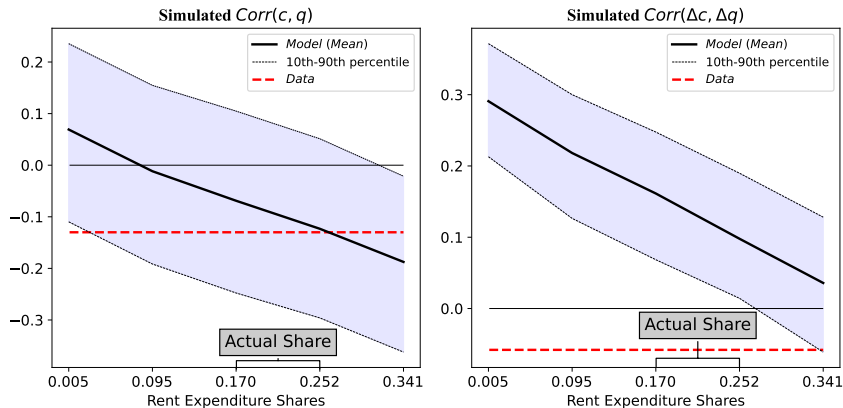 Simulated Corr(c, q)
Model (Mean)
10th-90th percentile
Data
0.2
0.1
0.0
−0.1
−0.2
−0.3
Actual Share
0.005 0.095 0.170 0.252 0.341
Rent Expenditure Shares
Simulated Corr(Δc, Δq)
Model (Mean)
10th-90th percentile
Data
0.3
0.2
0.1
0.0
Actual Share
0.005 0.095 0.170 0.252 0.341
Rent Expenditure Shares